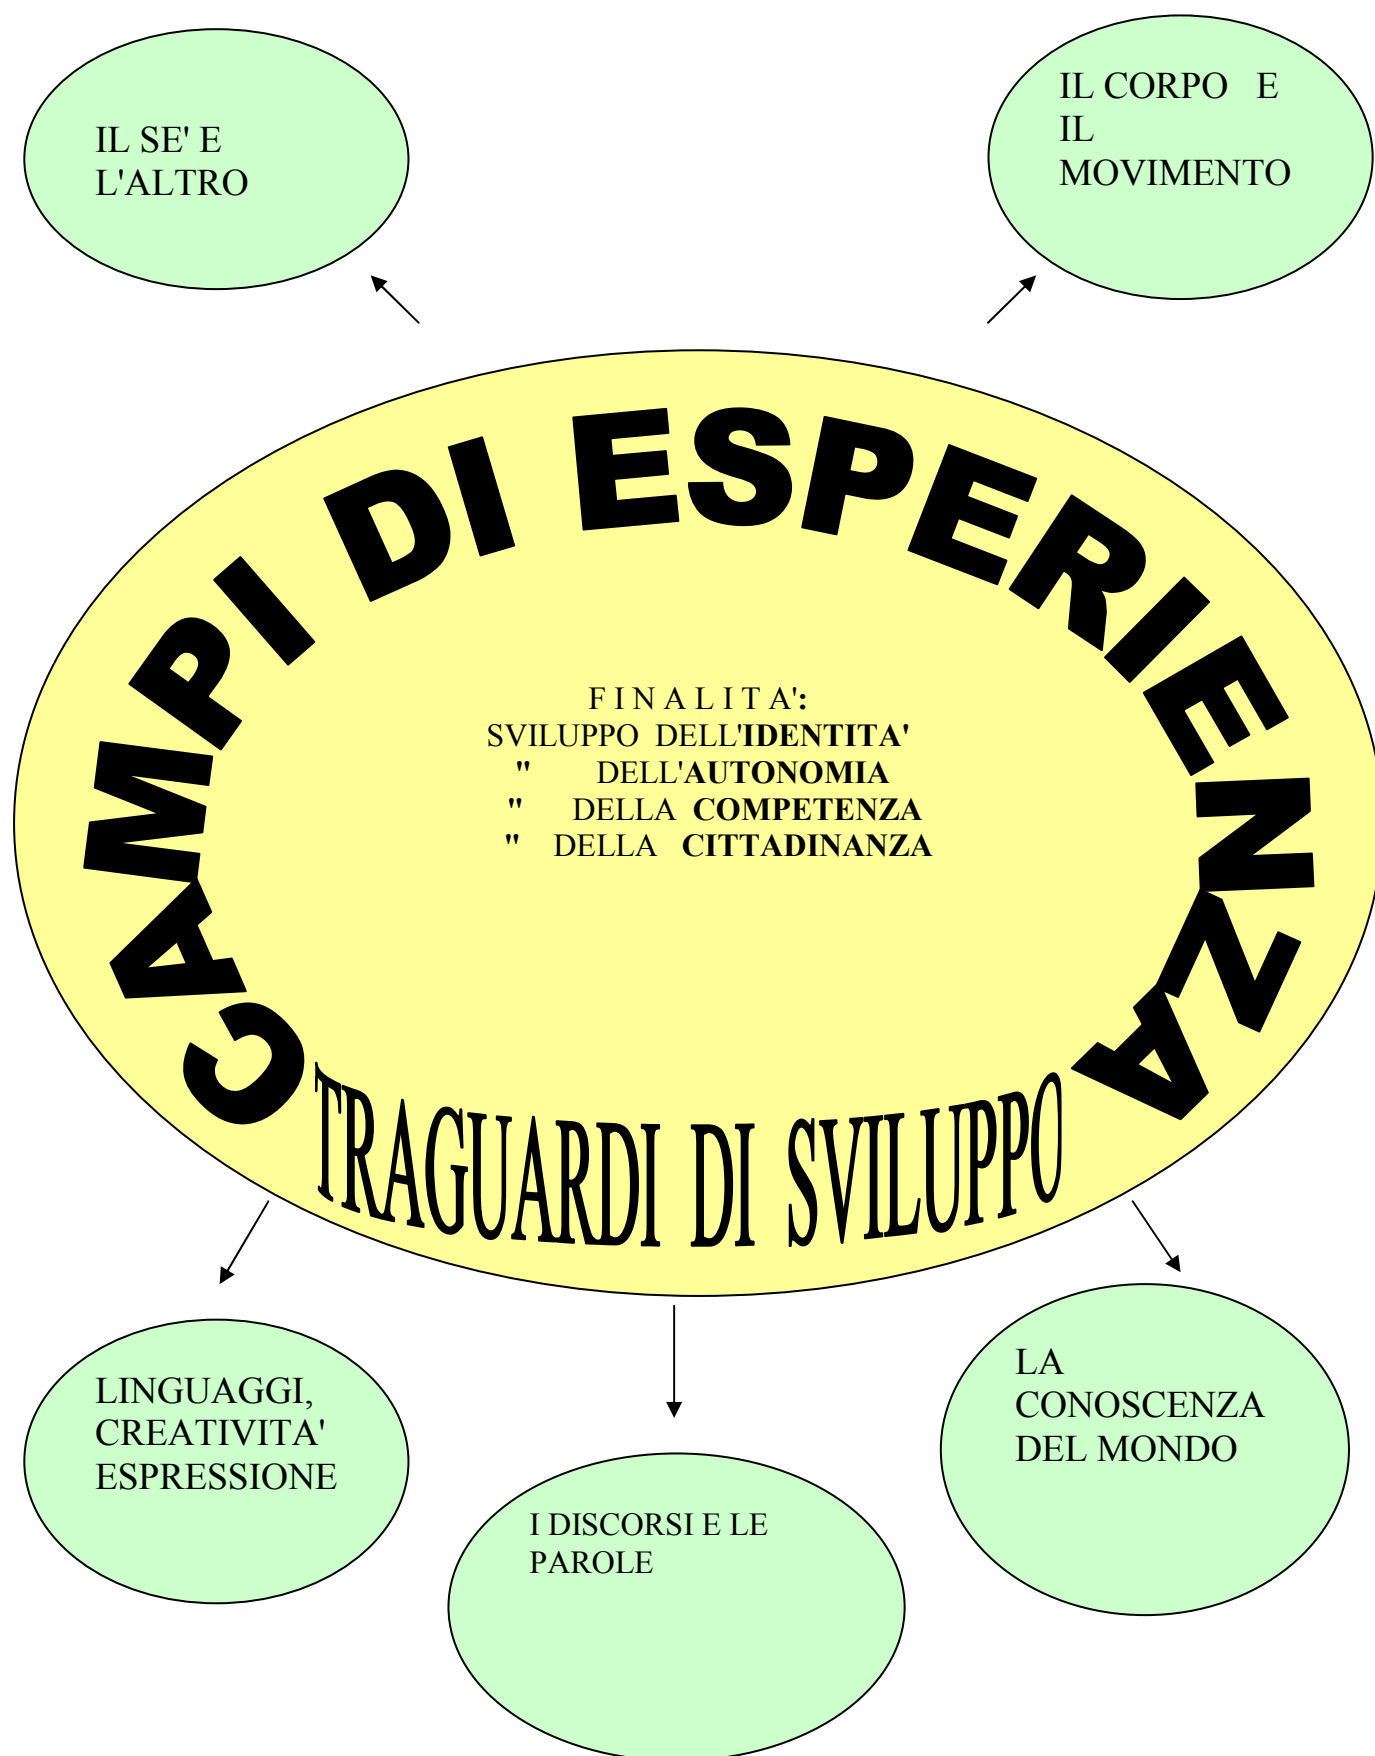 IL SE' E
L'ALTRO
IL CORPO E
IL
MOVIMENTO
CAMPI DI ESPERIENZA
F I N A L I T A':
SVILUPPO DELL'IDENTITA'
" DELL'AUTONOMIA
" DELLA COMPETENZA
" DELLA CITTADINANZA
TRAGUARDI DI SVILUPPO
LINGUAGGI,
CREATIVITA'
ESPRESSIONE
I DISCORSI E LE
PAROLE
LA
CONOSCENZA
DEL MONDO